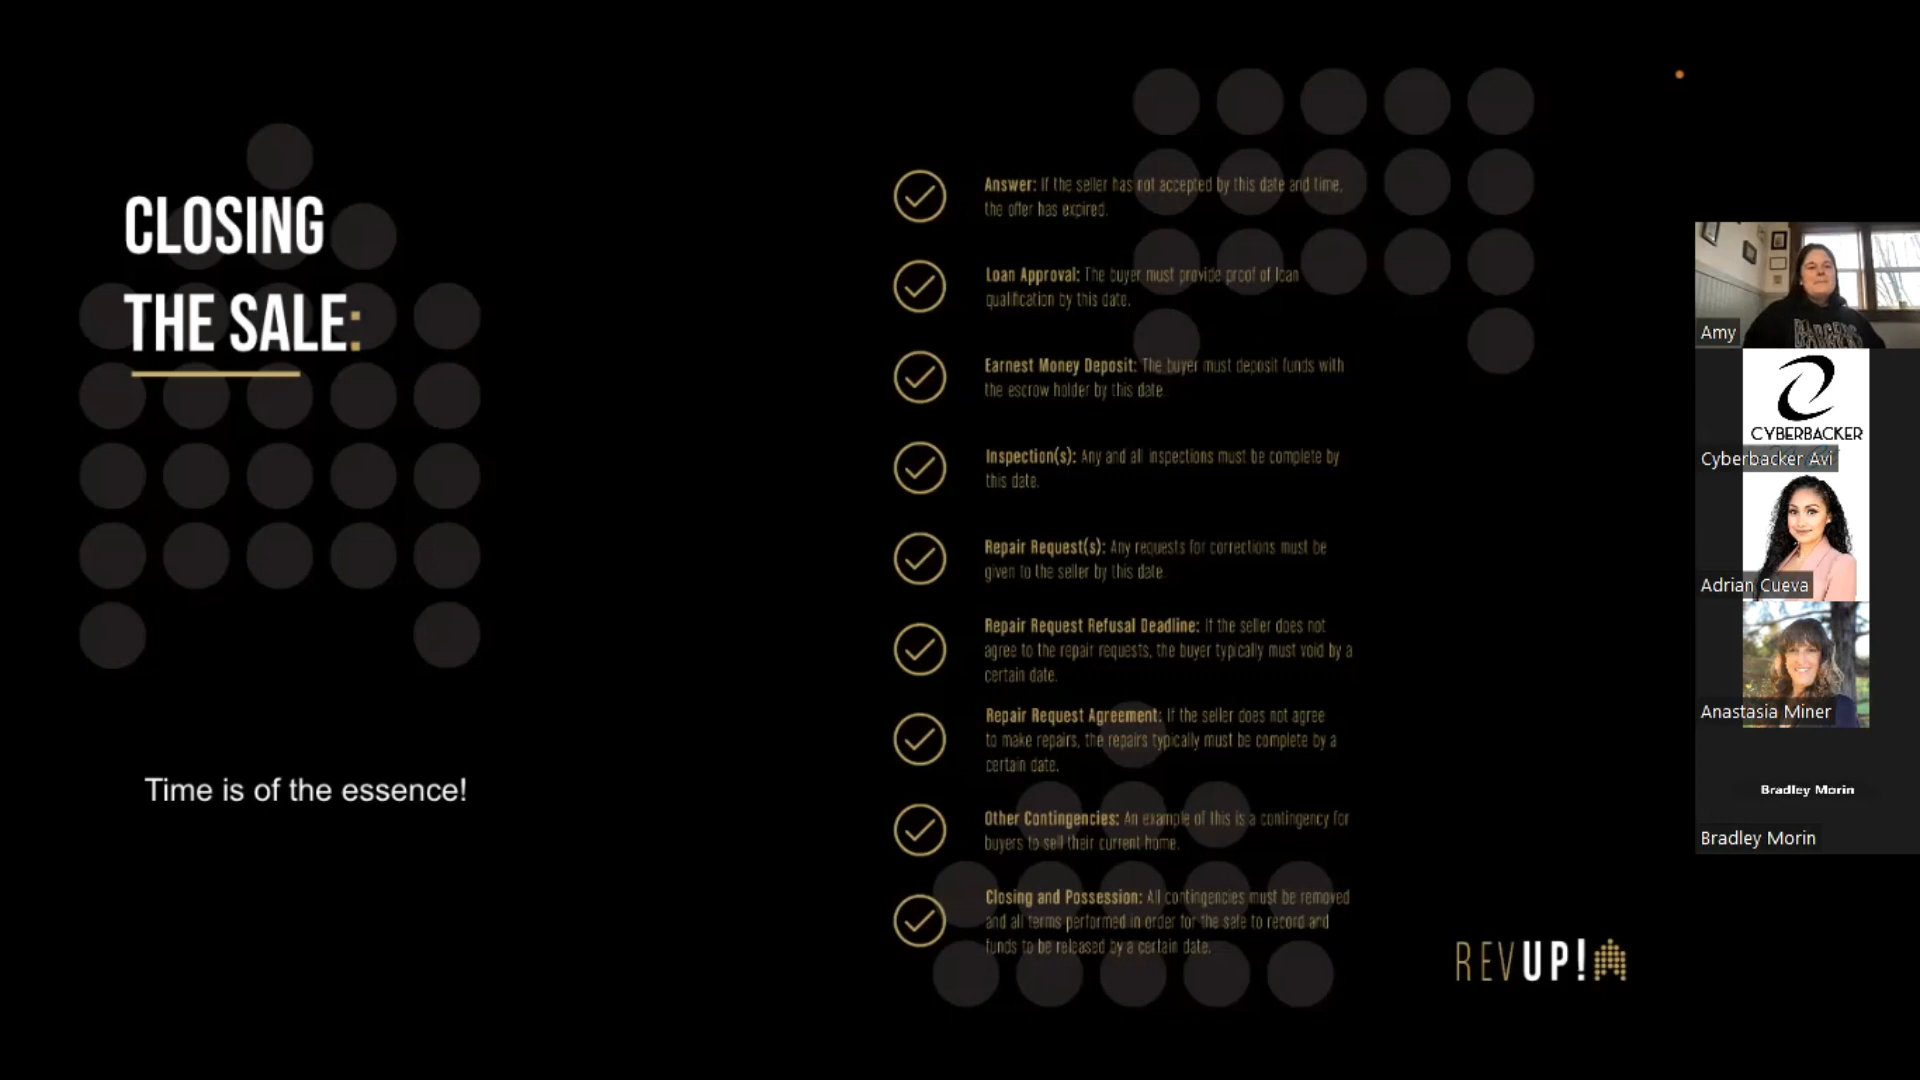 CLOSING
THE SALE:
Time is of the essence!
Answer: If the seller has not accepted by this date and time,
the offer has expired.
Loan Approval: The buyer must provide proof of loan
qualification by this date.
Earnest Money Deposit: The buyer must deposit funds with
the escrow holder by this date.
Inspection(s): Any and all inspections must be complete by
this date.
Repair Request(s): Any requests for corrections must be
given to the seller by this date.
Repair Request Refusal Deadline: If the seller does not
agree to the repair requests, the buyer typically must void by a
certain date.
Repair Request Agreement: If the seller does not agree
to make repairs, the repairs typically must be complete by a
certain date.
Other Contingencies: An example of this is a contingency for
buyers to sell their current home.
Closing and Possession: All contingencies must be removed
and all terms performed in order for the sale to record and
funds to be released by a certain date.
REVUP!
BADGERS
Amy
CYBERBACKER
Cyberbacker Avi
Adrian Cueva
Anastasia Miner
Bradley Morin
Bradley Morin